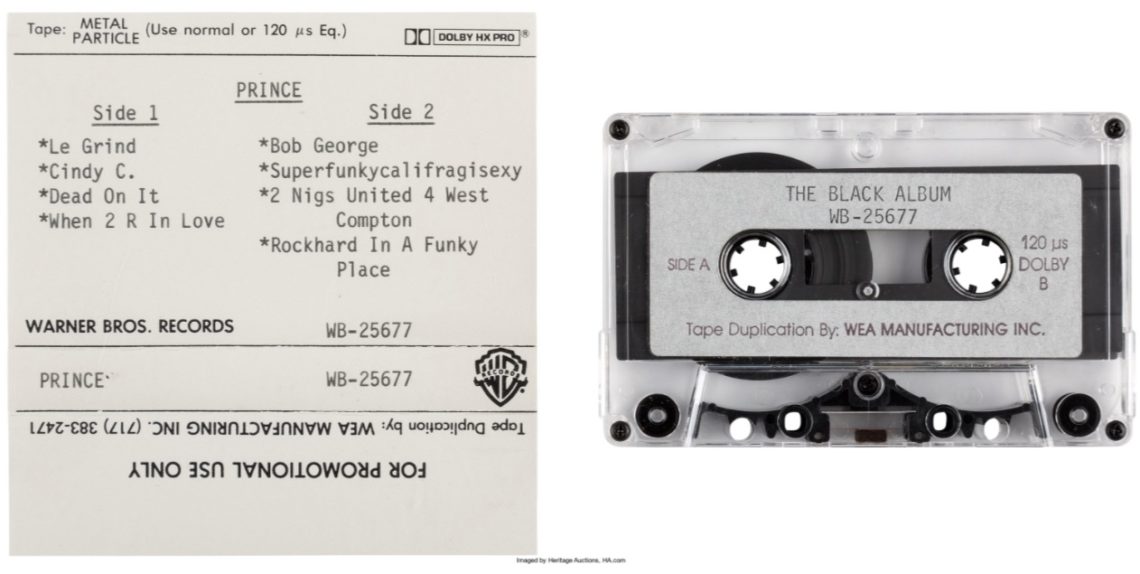 Tape: METAL PARTICLE (Use normal or 120 µs Eq.) DOLBY HX PRO®
PRINCE
Side 1
*Le Grind
*Cindy C.
*Dead On It
*When 2 R In Love
Side 2
*Bob George
*Superfunkycalifragisexy
*2 Nigs United 4 West
Compton
*Rockhard In A Funky
Place
WARNER BROS. RECORDS WB-25677
PRINCE WB-25677
RECORDS
Tape Duplication by: WEA MANUFACTURING INC. (717) 383-2471
FOR PROMOTIONAL USE ONLY
THE BLACK ALBUM
WB-25677
SIDE A
120 µs
DOLBY
B
Tape Duplication By: WEA MANUFACTURING INC.
Imaged by Heritage Auctions, HA.com